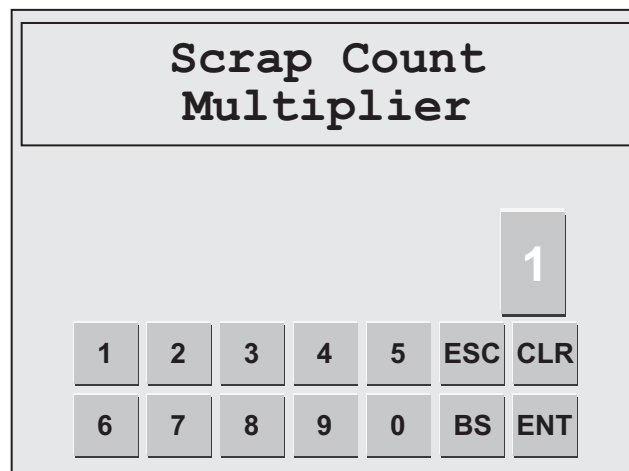 Scrap Count
Multiplier
1
1 2 3 4 5 ESC CLR
6 7 8 9 0 BS ENT